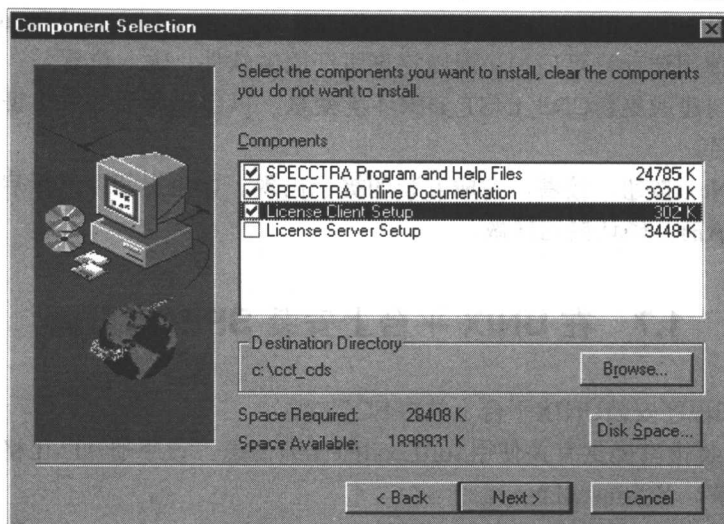 Component Selection
Select the components you want to install, clear the components
you do not want to install.
Components
SPECCTRA Program and Help Files 24785 K
SPECCTRA Online Documentation 3320 K
License Client Setup 302 K
License Server Setup 3448 K
Destination Directory
c:\cct_cds
Browse...
Space Required: 28408 K
Space Available: 1898931 K
Disk Space...
< Back Next > Cancel